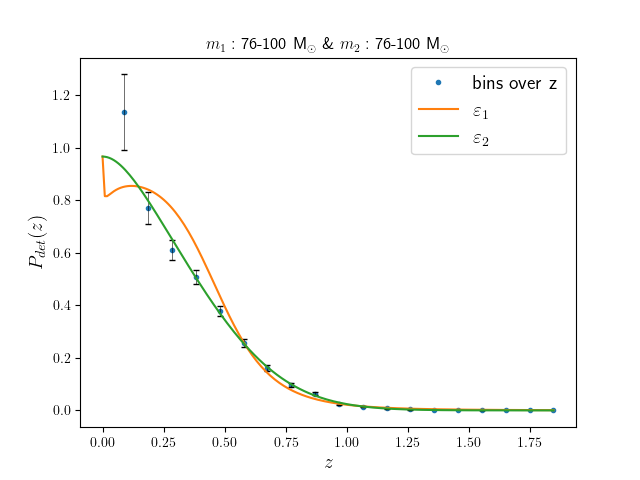 m₁ : 76-100 M⊙ & m₂ : 76-100 M⊙
bins over z
ε₁
ε₂
P_det(z)
1.2
1.0
0.8
0.6
0.4
0.2
0.0
0.00 0.25 0.50 0.75 1.00 1.25 1.50 1.75
z